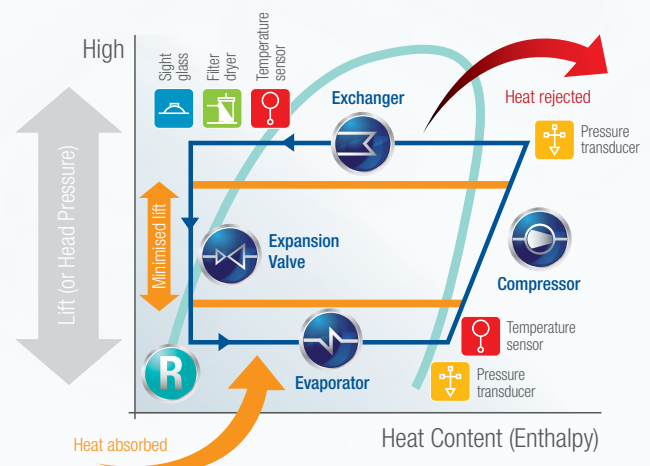 High
Sight
glass
Filter
dryer
Temperature
sensor
Exchanger
Heat rejected
Pressure
transducer
Lift (or Head Pressure)
Minimised lift
Expansion
Valve
Compressor
Temperature
sensor
R
Evaporator
Pressure
transducer
Heat absorbed
Heat Content (Enthalpy)